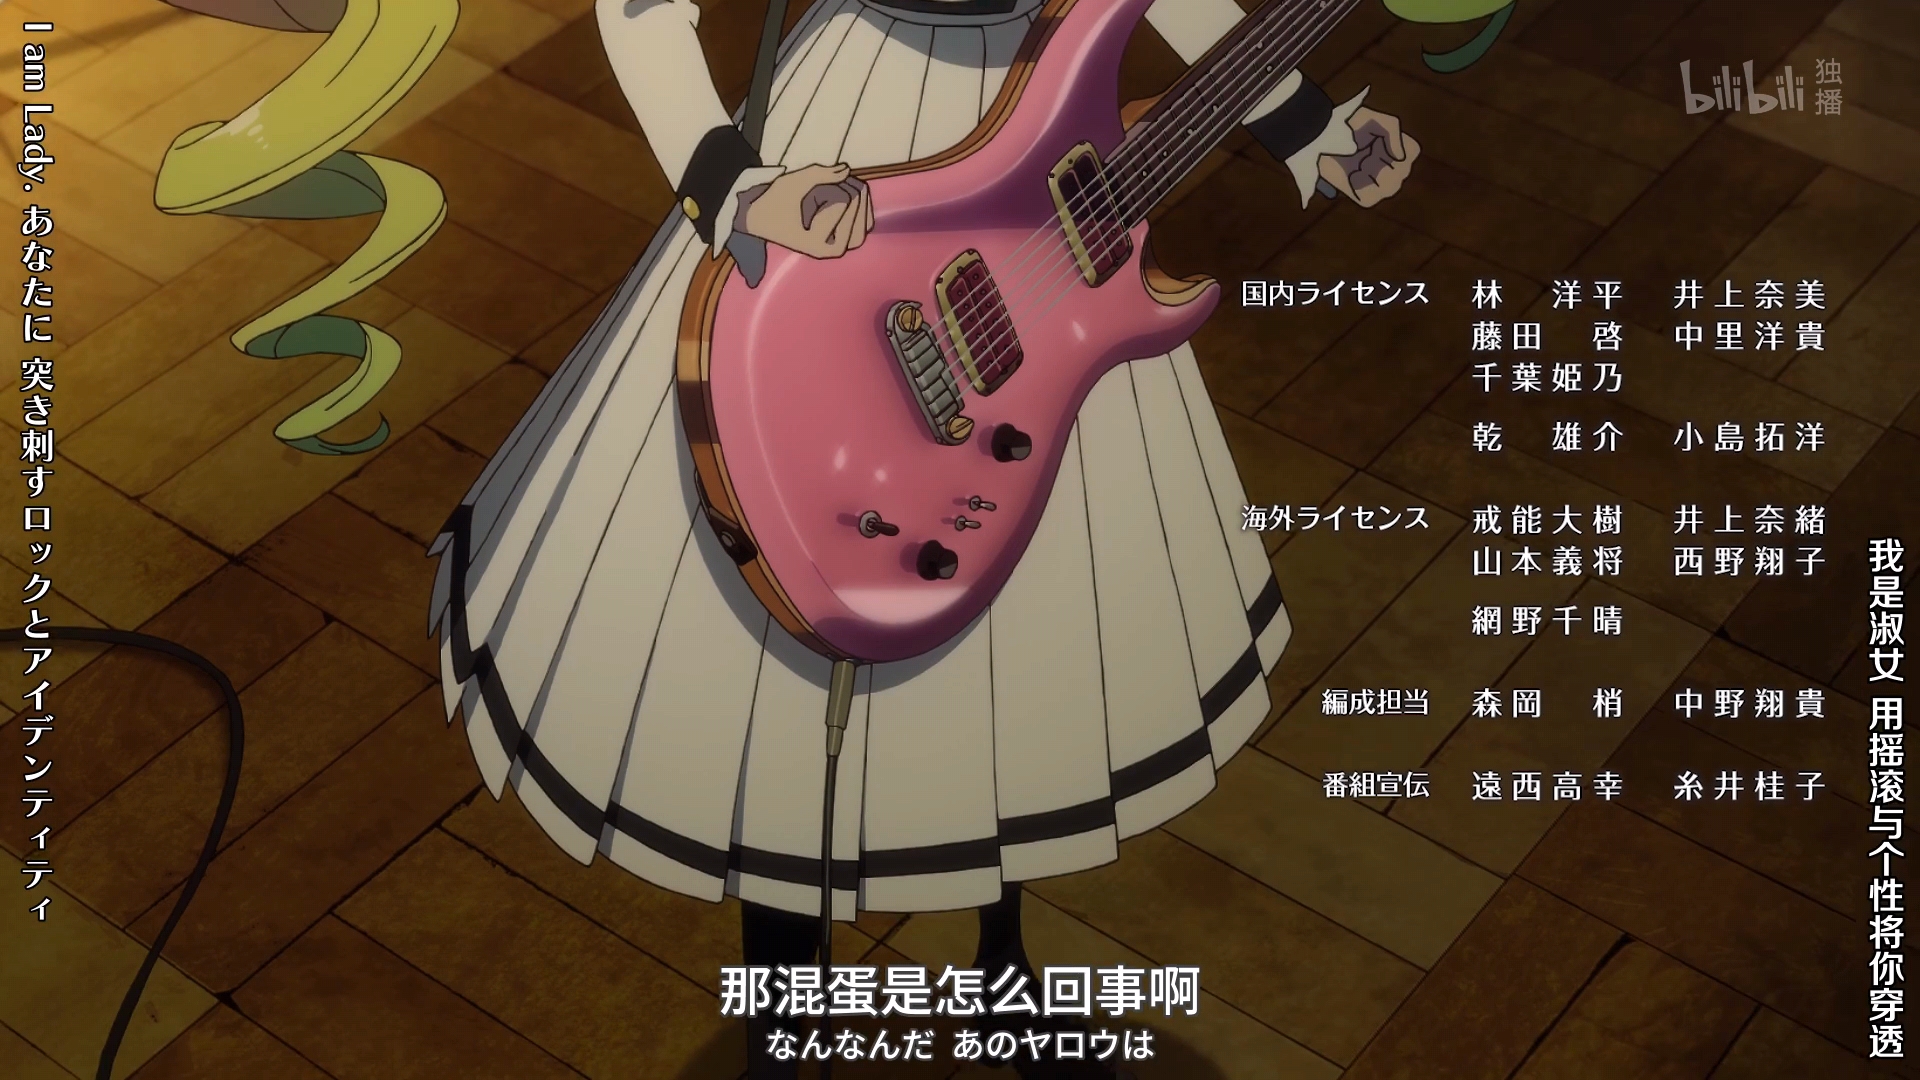 I am Lady. あなたに 突き刺すロックとアイデンティティ
bilibili 独播
国内ライセンス 林 洋平 井上奈美
藤田 啓 中里洋貴
千葉姫乃
乾 雄介 小島拓洋
海外ライセンス 戒能大樹 井上奈緒
山本義将 西野翔子
網野千晴
編成担当 森岡 梢 中野翔貴
番組宣伝 遠西高幸 糸井桂子
我是淑女 用摇滚与个性将你穿透
那混蛋是怎么回事啊
なんなんだ あのヤロウは